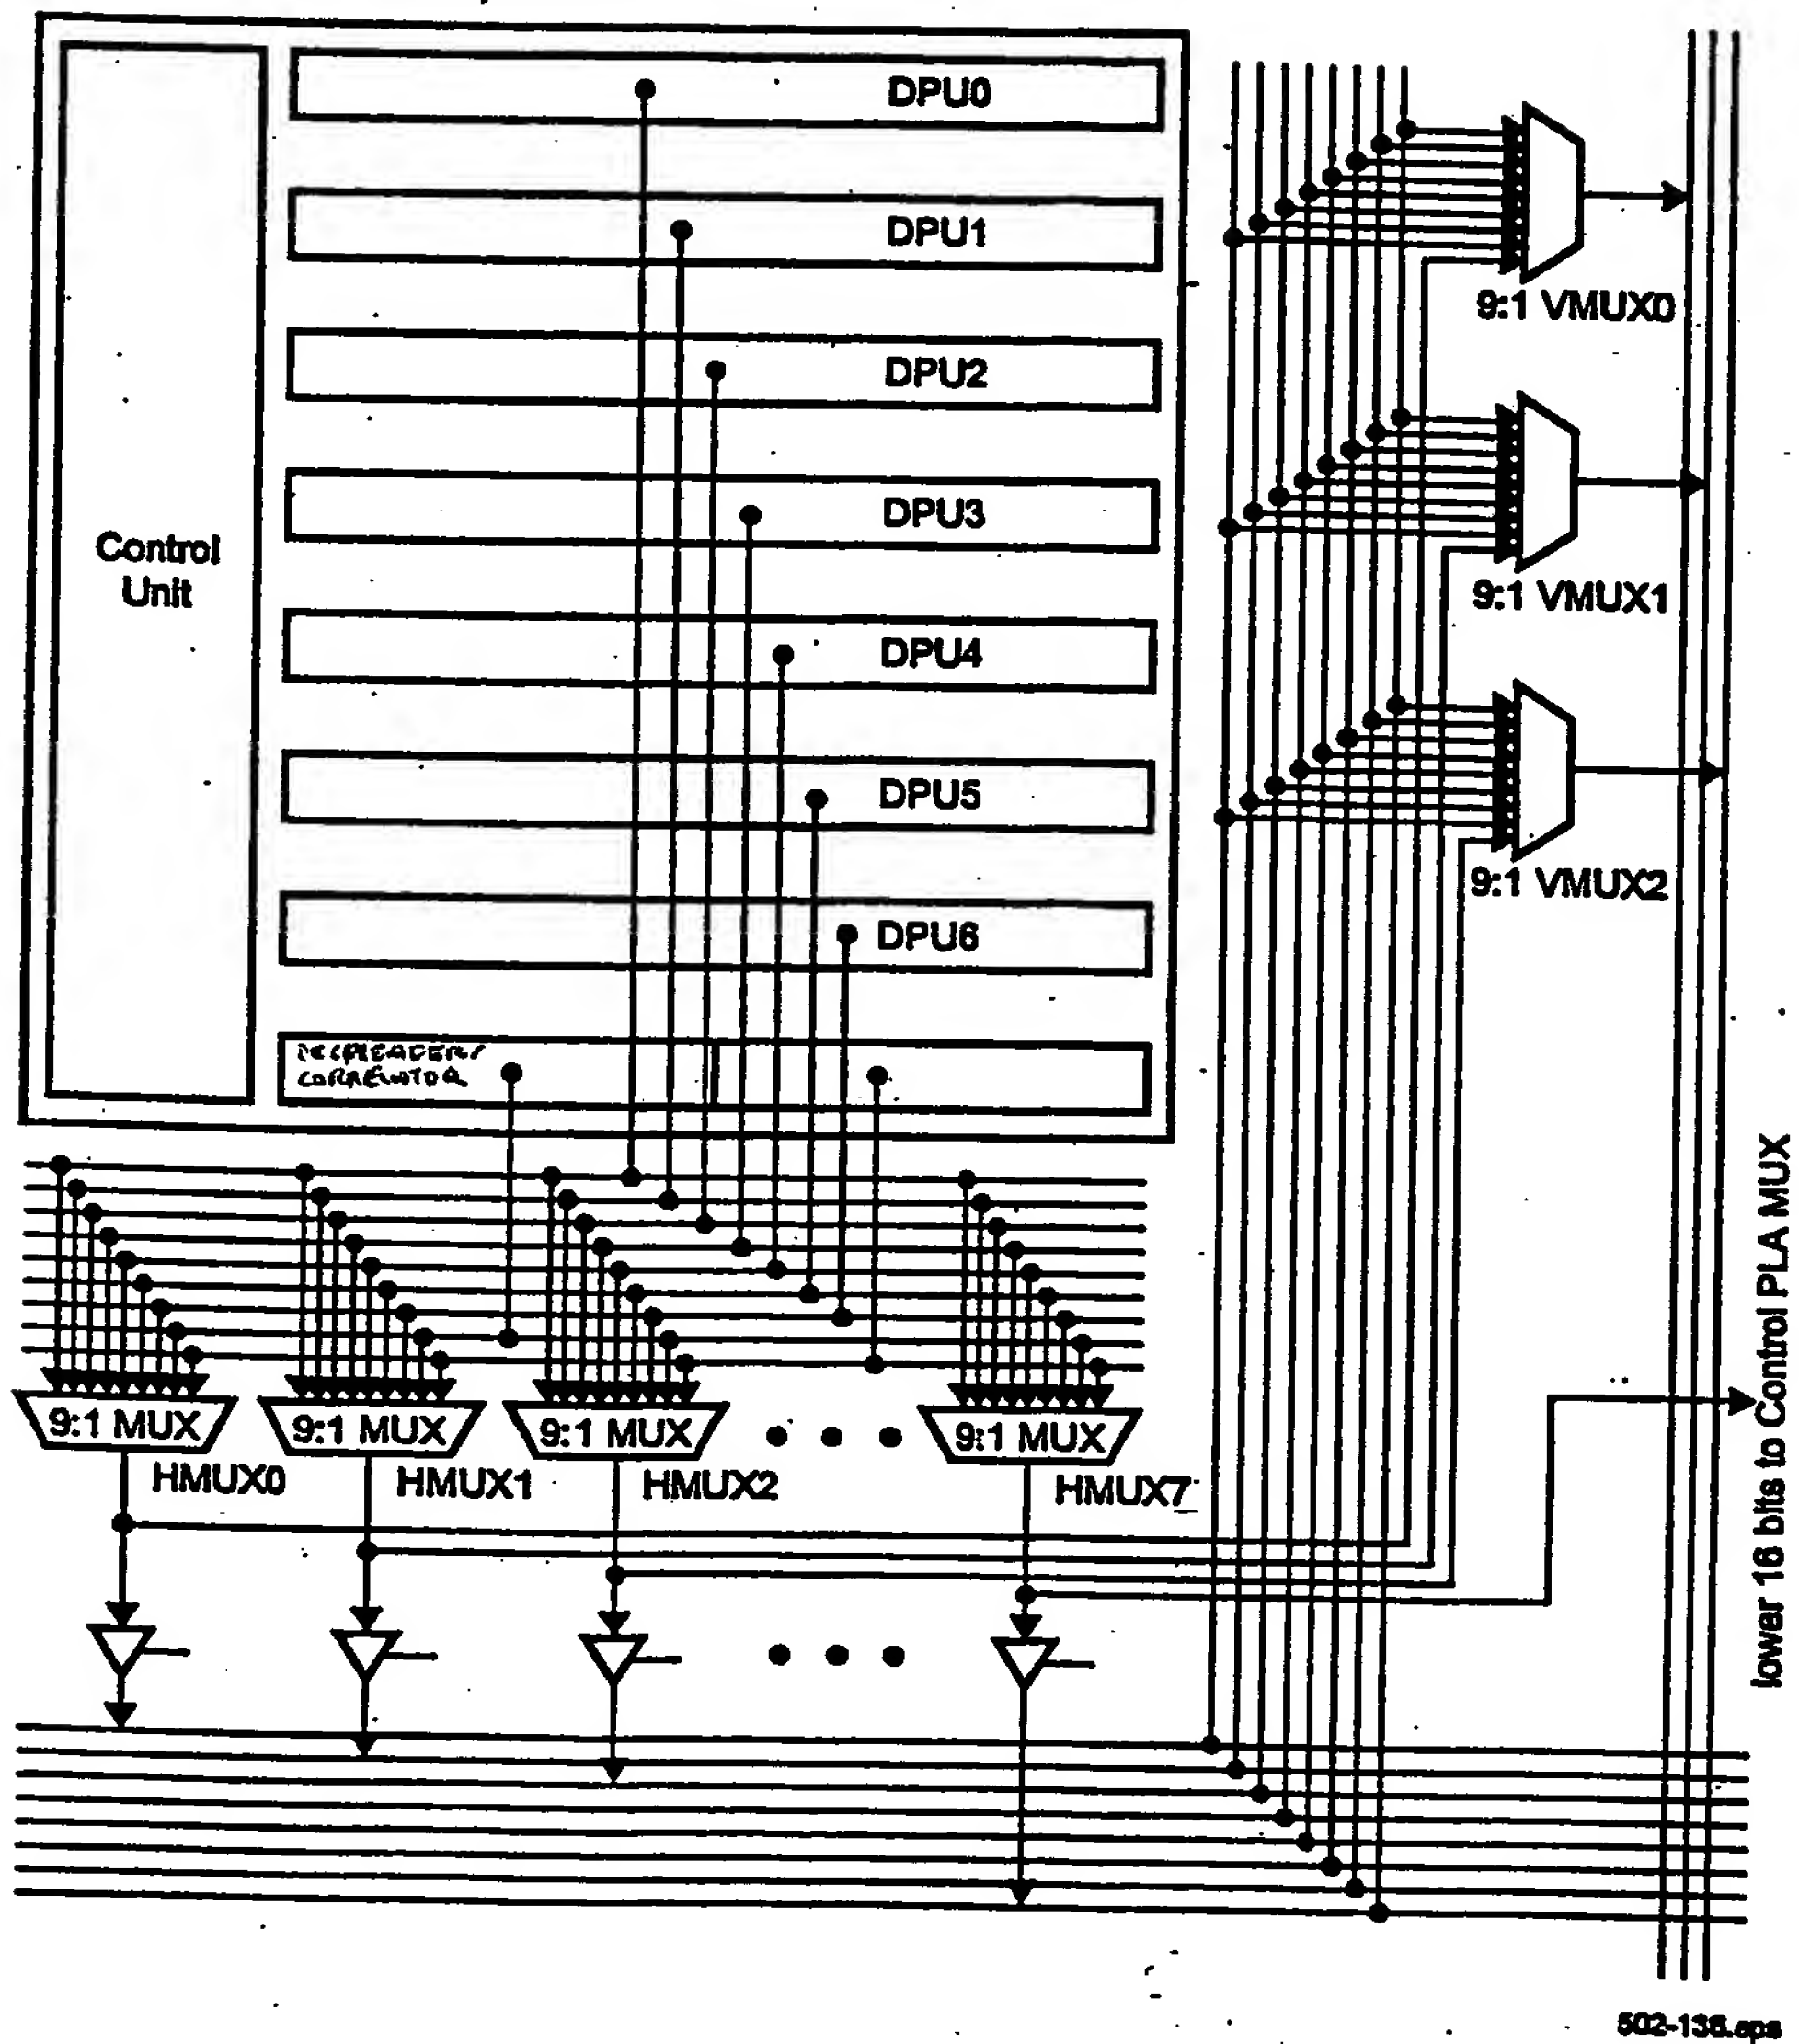 DPU0
DPU1
DPU2
DPU3
DPU4
DPU5
DPU6
Control
Unit
DESPREADERS/
CORRELATOR
9:1 VMUX0
9:1 VMUX1
9:1 VMUX2
9:1 MUX
9:1 MUX
9:1 MUX
9:1 MUX
HMUX0
HMUX1
HMUX2
HMUX7
lower 16 bits to Control PLA MUX
502-136.eps